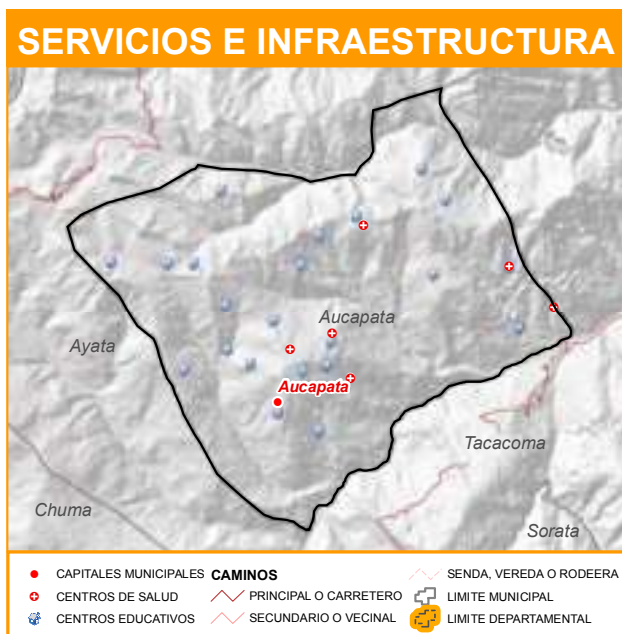 SERVICIOS E INFRAESTRUCTURA
Aucapata
Ayata
Aucapata
Tacacoma
Chuma
Sorata
CAPITALES MUNICIPALES
CENTROS DE SALUD
CENTROS EDUCATIVOS
CAMINOS
PRINCIPAL O CARRETERO
SECUNDARIO O VECINAL
SENDA, VEREDA O RODEERA
LIMITE MUNICIPAL
LIMITE DEPARTAMENTAL